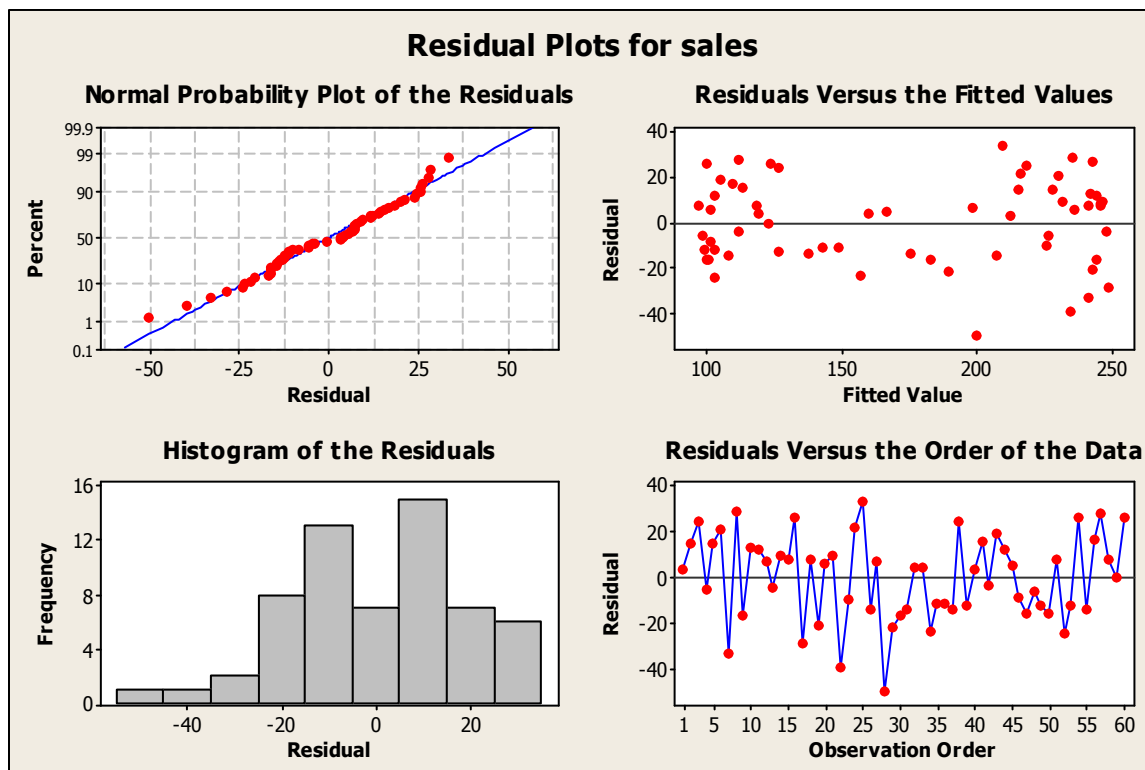 Residual Plots for sales
Normal Probability Plot of the Residuals
99.9
99
90
50
10
1
0.1
Percent
-50 -25 0 25 50
Residual
Residuals Versus the Fitted Values
40
20
0
-20
-40
Residual
100 150 200 250
Fitted Value
Histogram of the Residuals
16
12
8
4
0
Frequency
-40 -20 0 20
Residual
Residuals Versus the Order of the Data
40
20
0
-20
-40
Residual
1 5 10 15 20 25 30 35 40 45 50 55 60
Observation Order